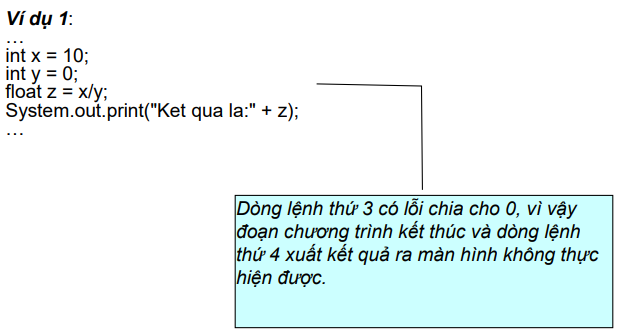 Ví dụ 1:
…
int x = 10;
int y = 0;
float z = x/y;
System.out.print("Ket qua la:" + z);
…
Dòng lệnh thứ 3 có lỗi chia cho 0, vì vậy
đoạn chương trình kết thúc và dòng lệnh
thứ 4 xuất kết quả ra màn hình không thực
hiện được.